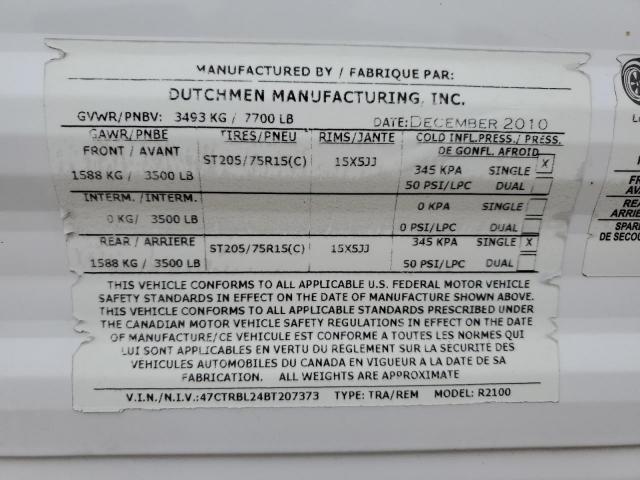 MANUFACTURED BY / FABRIQUE PAR:
DUTCHMEN MANUFACTURING, INC.
GVWR/PNBV: 3493 KG / 7700 LB DATE: DECEMBER 2010
GAWR/PNBE TIRES/PNEU RIMS/JANTE COLD INFL.PRESS./ PRESS.
FRONT / AVANT DE GONFL. AFROID
ST205/75R15(C) 15X5JJ 345 KPA SINGLE X
1588 KG / 3500 LB 50 PSI/LPC DUAL
INTERM. /INTERM. 0 KPA SINGLE
0 KG/ 3500 LB 0 PSI/LPC DUAL
REAR / ARRIERE ST205/75R15(C) 15X5JJ 345 KPA SINGLE X
1588 KG / 3500 LB 50 PSI/LPC DUAL
THIS VEHICLE CONFORMS TO ALL APPLICABLE U.S. FEDERAL MOTOR VEHICLE
SAFETY STANDARDS IN EFFECT ON THE DATE OF MANUFACTURE SHOWN ABOVE.
THIS VEHICLE CONFORMS TO ALL APPLICABLE STANDARDS PRESCRIBED UNDER
THE CANADIAN MOTOR VEHICLE SAFETY REGULATIONS IN EFFECT ON THE DATE
OF MANUFACTURE/CE VEHICULE EST CONFORME A TOUTES LES NORMES QUI
LUI SONT APPLICABLES EN VERTU DU REGLEMENT SUR LA SECURITE DES
VEHICULES AUTOMOBILES DU CANADA EN VIGUEUR A LA DATE DE SA
FABRICATION. ALL WEIGHTS ARE APPROXIMATE
V.I.N./N.I.V.:47CTRBL24BT207373 TYPE: TRA/REM MODEL: R2100
AVA
REA
ARRIE
SPARE
DE SECOU